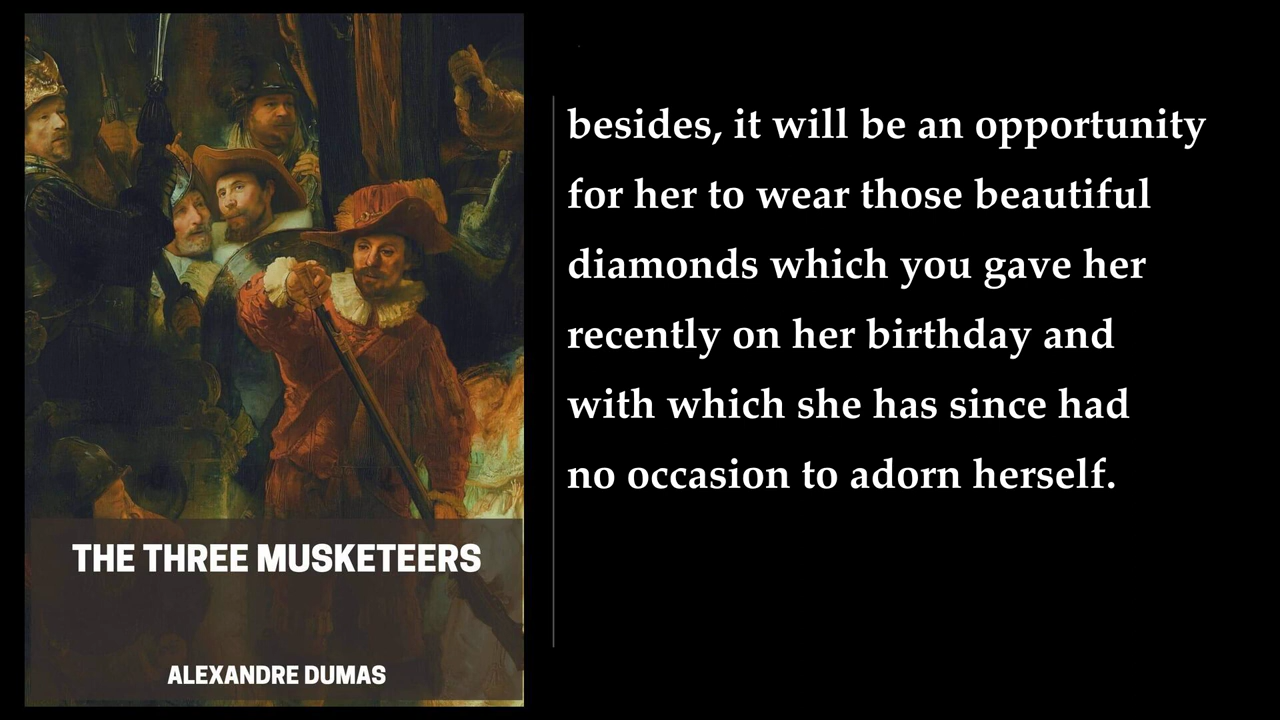 THE THREE MUSKETEERS
ALEXANDRE DUMAS
besides, it will be an opportunity
for her to wear those beautiful
diamonds which you gave her
recently on her birthday and
with which she has since had
no occasion to adorn herself.